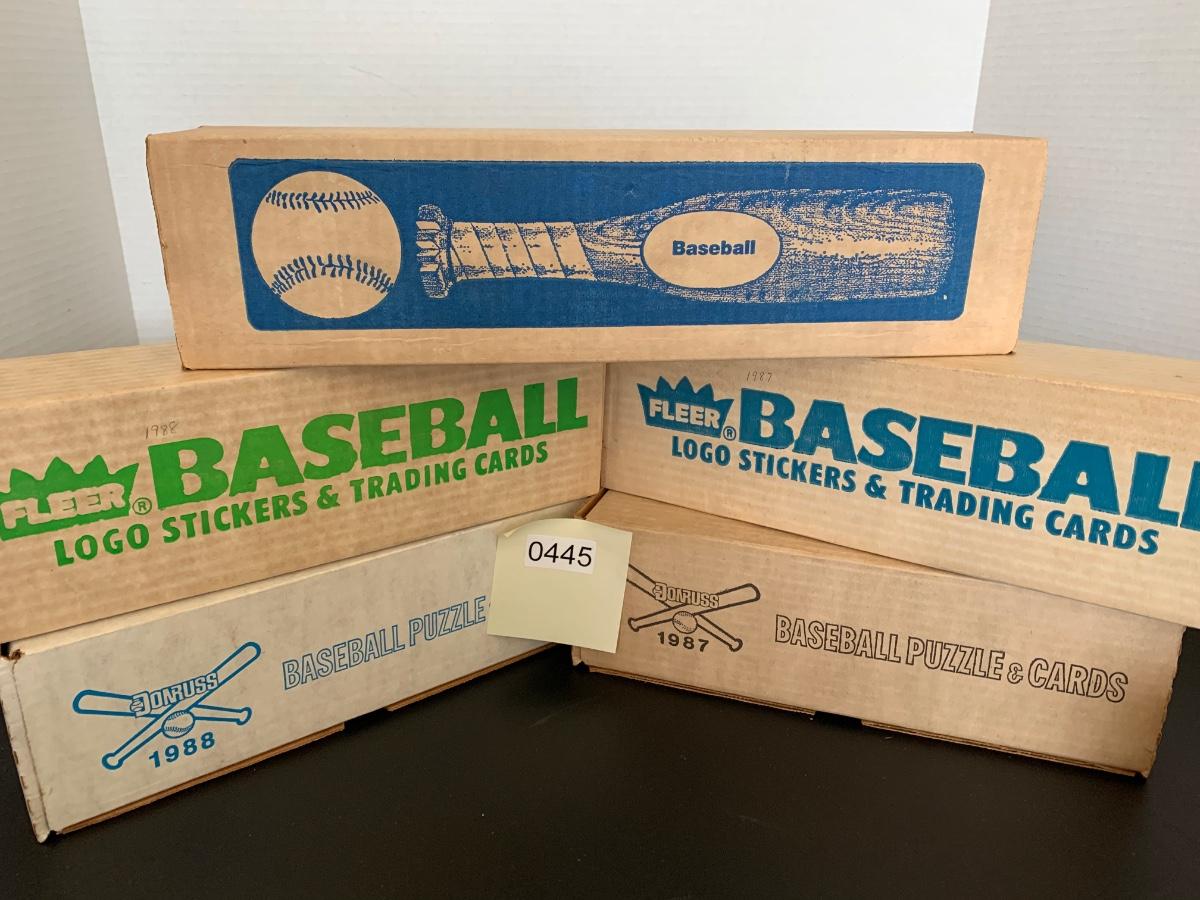 Baseball
1988
FLEER® BASEBALL
LOGO STICKERS & TRADING CARDS
1987
FLEER® BASEBALL
LOGO STICKERS & TRADING CARDS
0445
DONRUSS
1988
BASEBALL PUZZLE
DONRUSS
1987
BASEBALL PUZZLE & CARDS